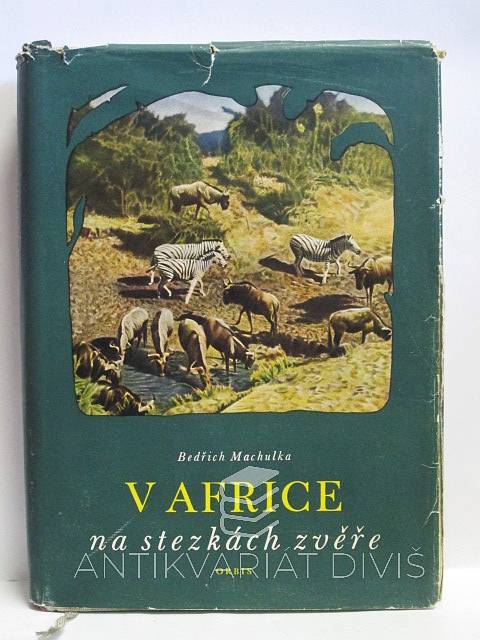 Bedřich Machulka
V AFRICE
na stezkách zvěře
ORBIS
ANTIKVARIÁT DIVIŠ